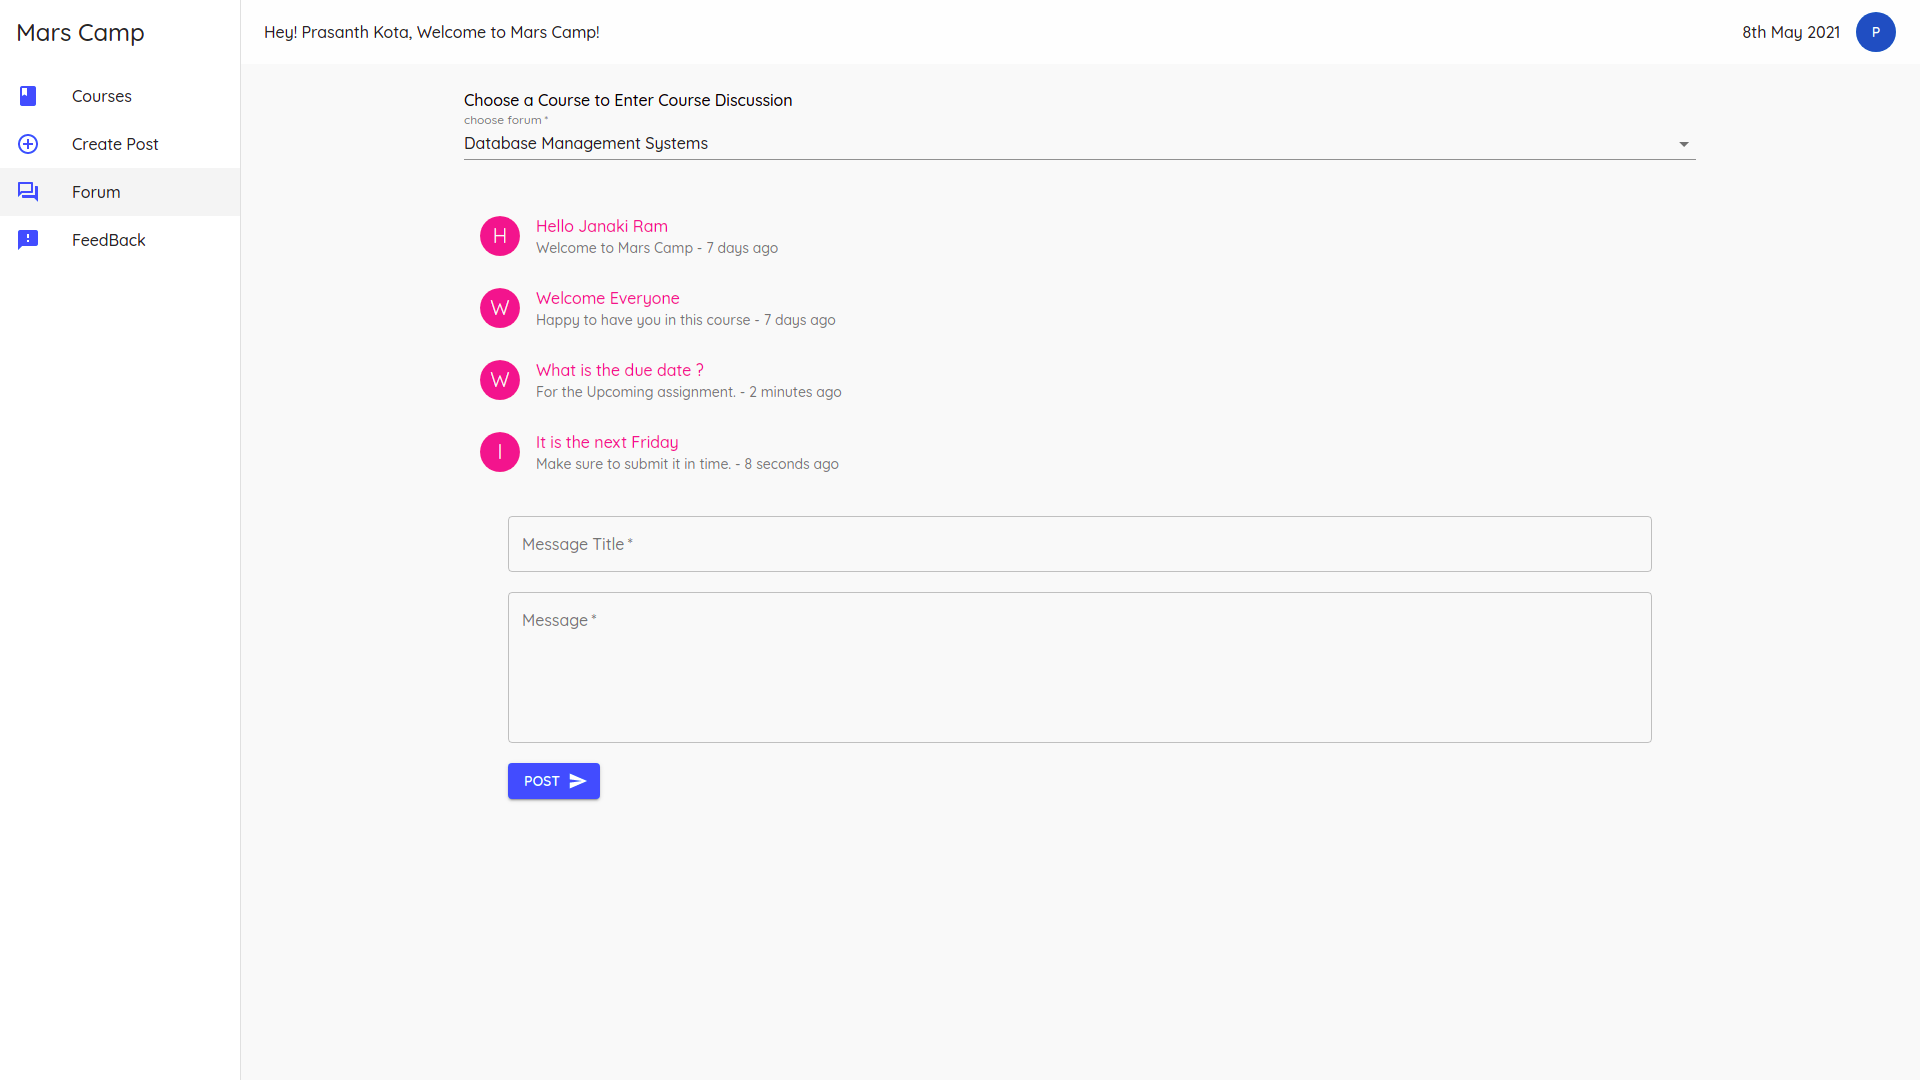 Mars Camp
Courses
Create Post
Forum
FeedBack
Hey! Prasanth Kota, Welcome to Mars Camp!
8th May 2021
P
Choose a Course to Enter Course Discussion
choose forum *
Database Management Systems
H
Hello Janaki Ram
Welcome to Mars Camp - 7 days ago
W
Welcome Everyone
Happy to have you in this course - 7 days ago
W
What is the due date ?
For the Upcoming assignment. - 2 minutes ago
I
It is the next Friday
Make sure to submit it in time. - 8 seconds ago
Message Title *
Message *
POST